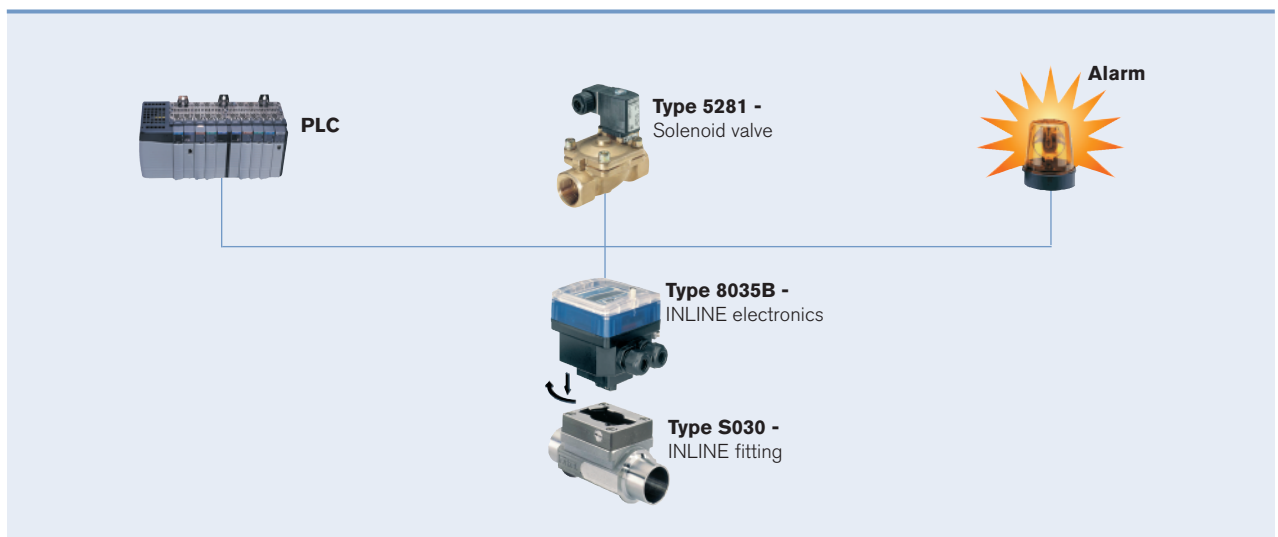 PLC
Type 5281 -
Solenoid valve
Alarm
Type 8035B -
INLINE electronics
Type S030 -
INLINE fitting